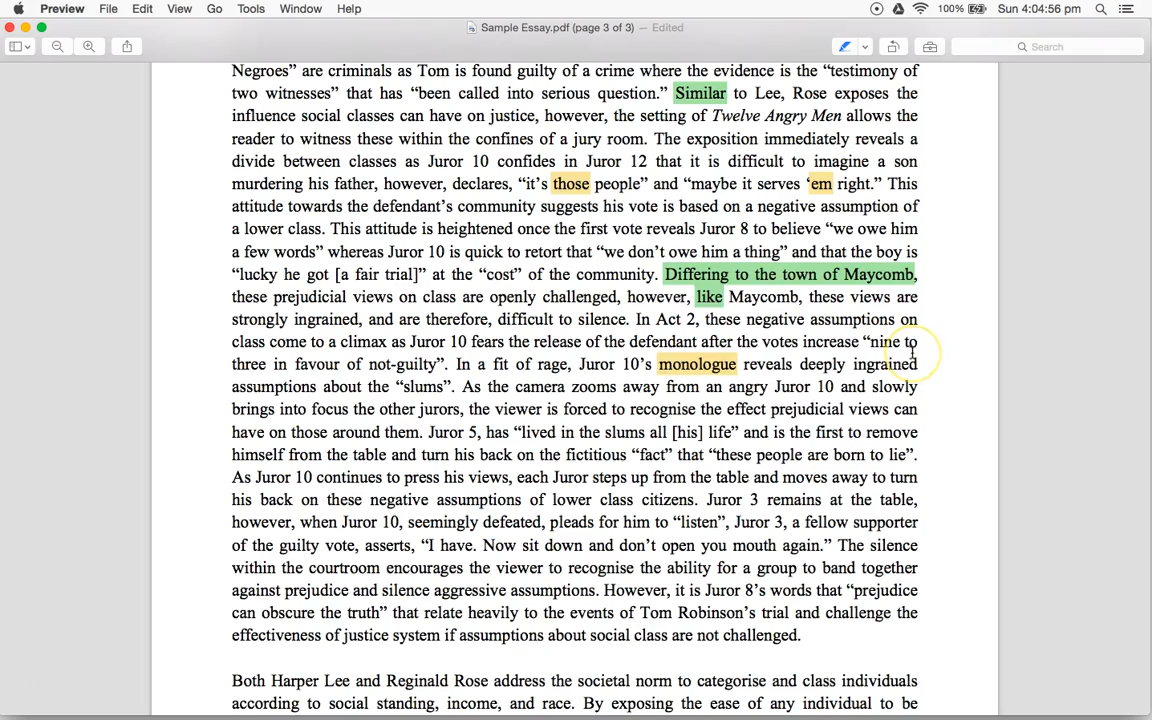 Preview File Edit View Go Tools Window Help 100% Sun 4:04:56 pm
Sample Essay.pdf (page 3 of 3) — Edited
Search
Negroes” are criminals as Tom is found guilty of a crime where the evidence is the “testimony of
two witnesses” that has “been called into serious question.” Similar to Lee, Rose exposes the
influence social classes can have on justice, however, the setting of Twelve Angry Men allows the
reader to witness these within the confines of a jury room. The exposition immediately reveals a
divide between classes as Juror 10 confides in Juror 12 that it is difficult to imagine a son
murdering his father, however, declares, “it’s those people” and “maybe it serves ‘em right.” This
attitude towards the defendant’s community suggests his vote is based on a negative assumption of
a lower class. This attitude is heightened once the first vote reveals Juror 8 to believe “we owe him
a few words” whereas Juror 10 is quick to retort that “we don’t owe him a thing” and that the boy is
“lucky he got [a fair trial]” at the “cost” of the community. Differing to the town of Maycomb,
these prejudicial views on class are openly challenged, however, like Maycomb, these views are
strongly ingrained, and are therefore, difficult to silence. In Act 2, these negative assumptions on
class come to a climax as Juror 10 fears the release of the defendant after the votes increase “nine to
three in favour of not-guilty”. In a fit of rage, Juror 10’s monologue reveals deeply ingrained
assumptions about the “slums”. As the camera zooms away from an angry Juror 10 and slowly
brings into focus the other jurors, the viewer is forced to recognise the effect prejudicial views can
have on those around them. Juror 5, has “lived in the slums all [his] life” and is the first to remove
himself from the table and turn his back on the fictitious “fact” that “these people are born to lie”.
As Juror 10 continues to press his views, each Juror steps up from the table and moves away to turn
his back on these negative assumptions of lower class citizens. Juror 3 remains at the table,
however, when Juror 10, seemingly defeated, pleads for him to “listen”, Juror 3, a fellow supporter
of the guilty vote, asserts, “I have. Now sit down and don’t open you mouth again.” The silence
within the courtroom encourages the viewer to recognise the ability for a group to band together
against prejudice and silence aggressive assumptions. However, it is Juror 8’s words that “prejudice
can obscure the truth” that relate heavily to the events of Tom Robinson’s trial and challenge the
effectiveness of justice system if assumptions about social class are not challenged.
Both Harper Lee and Reginald Rose address the societal norm to categorise and class individuals
according to social standing, income, and race. By exposing the ease of any individual to be